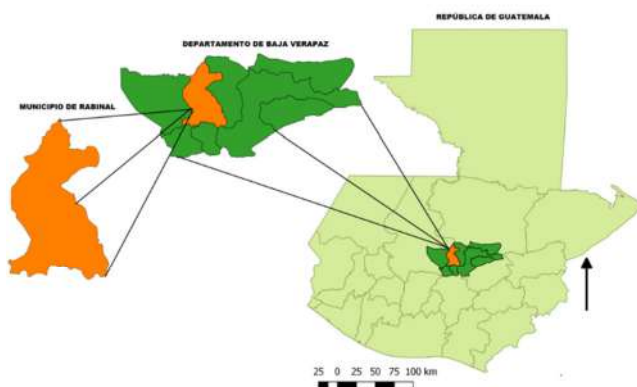 REPÚBLICA DE GUATEMALA
DEPARTAMENTO DE BAJA VERAPAZ
MUNICIPIO DE RABINAL
25 0 25 50 75 100 km